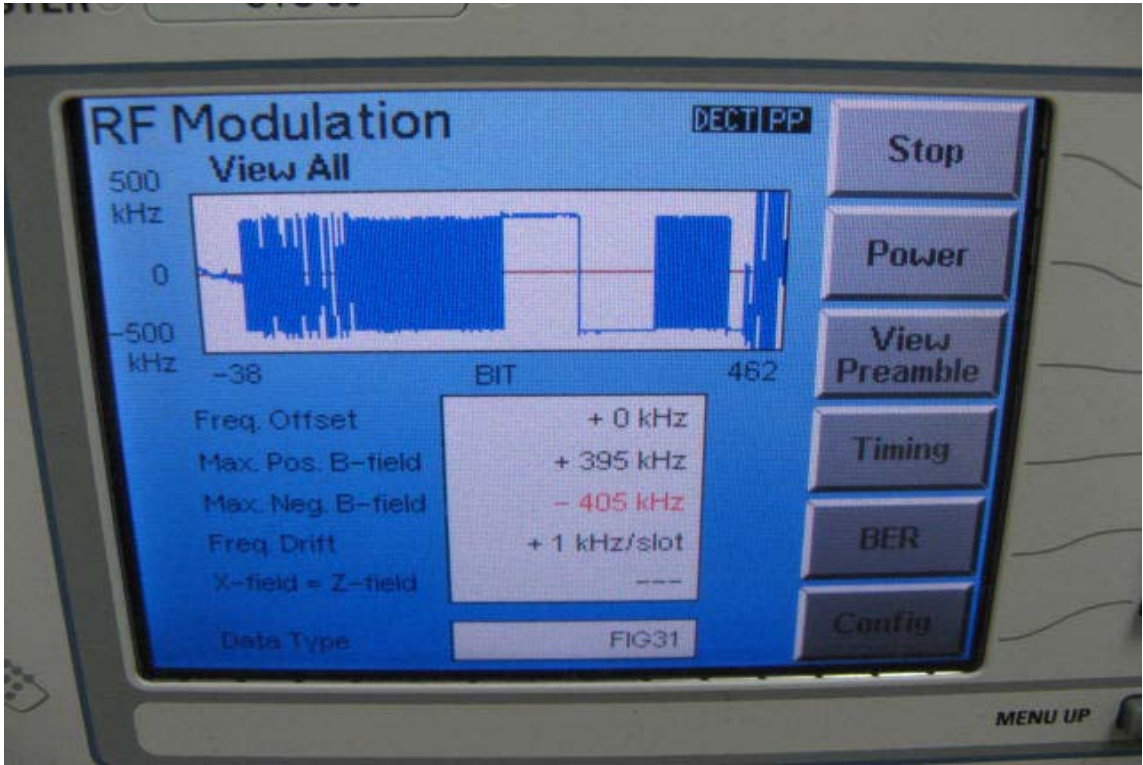 RF Modulation
DECT PP
View All
500
kHz
0
-500
kHz
-38
BIT
462
Freq. Offset
+ 0 kHz
Max. Pos. B-field
+ 395 kHz
Max. Neg. B-field
- 405 kHz
Freq. Drift
+ 1 kHz/slot
X-field = Z-field
---
Data Type
FIG31
Stop
Power
View
Preamble
Timing
BER
Config
MENU UP